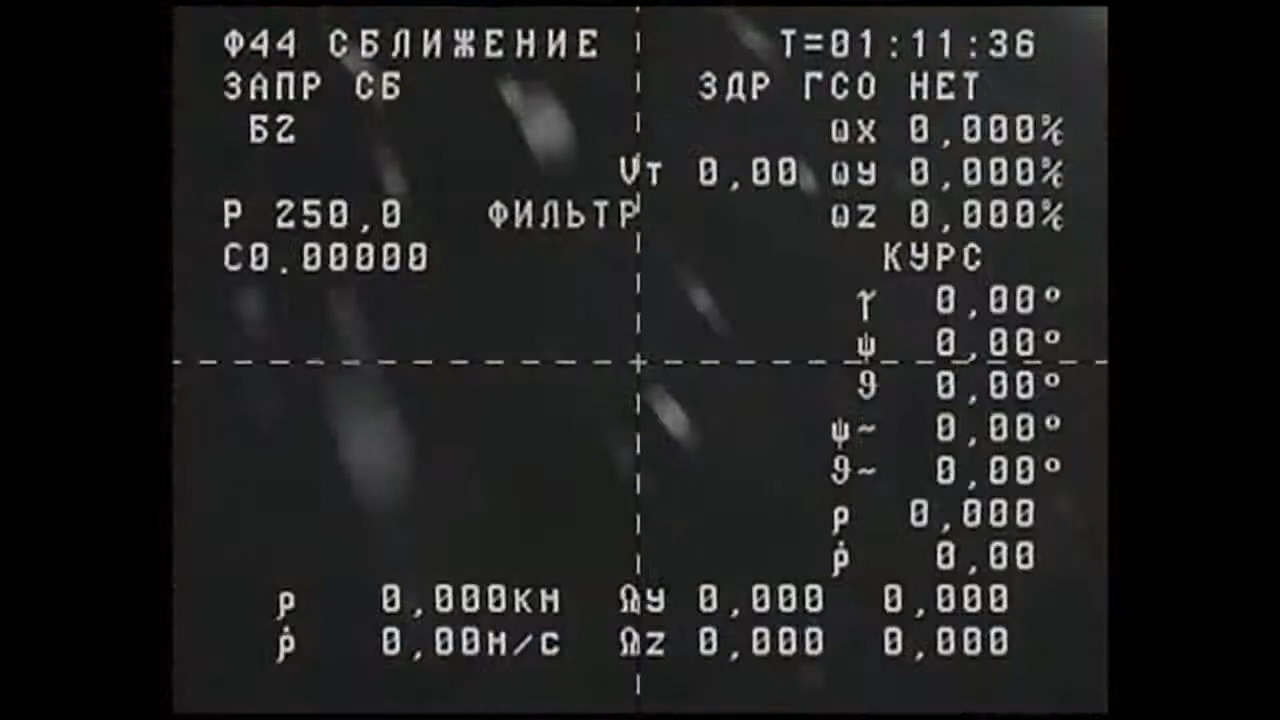 Ф44 СБЛИЖЕНИЕ T=01:11:36
ЗАПР СБ ЗДР ГСО НЕТ
Б2 ωX 0,000%
Vт 0,00 ωY 0,000%
P 250,0 ФИЛЬТР ωZ 0,000%
C0.00000 КУРС
γ 0,00°
ψ 0,00°
ϑ 0,00°
ψ~ 0,00°
ϑ~ 0,00°
ρ 0,000
ρ̇ 0,00
ρ 0,000км Ωy 0,000 0,000
ρ̇ 0,00м/с Ωz 0,000 0,000